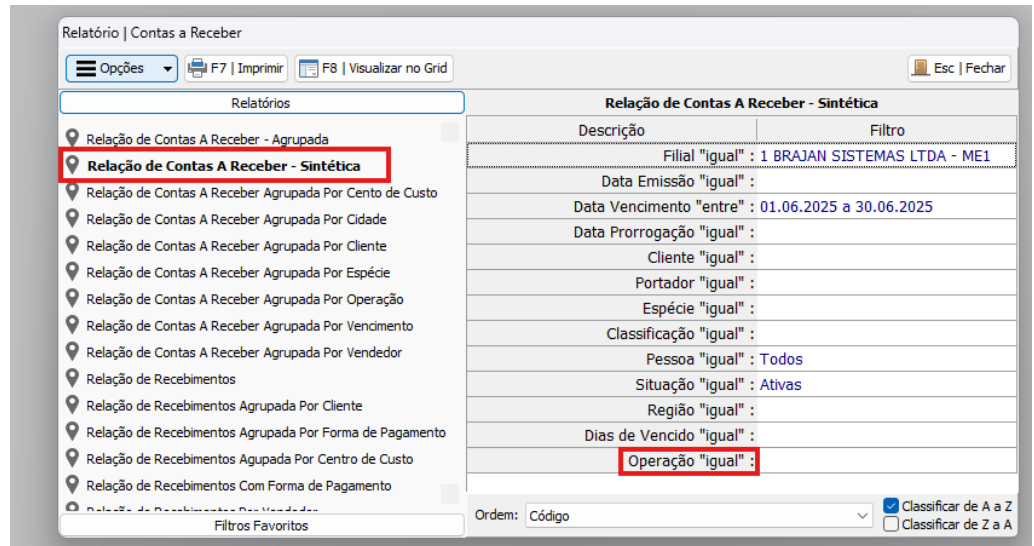 Relatório | Contas a Receber
Opções F7 | Imprimir F8 | Visualizar no Grid Esc | Fechar
Relatórios
Relação de Contas A Receber - Agrupada
Relação de Contas A Receber - Sintética
Relação de Contas A Receber Agrupada Por Cento de Custo
Relação de Contas A Receber Agrupada Por Cidade
Relação de Contas A Receber Agrupada Por Cliente
Relação de Contas A Receber Agrupada Por Espécie
Relação de Contas A Receber Agrupada Por Operação
Relação de Contas A Receber Agrupada Por Vencimento
Relação de Contas A Receber Agrupada Por Vendedor
Relação de Recebimentos
Relação de Recebimentos Agrupada Por Cliente
Relação de Recebimentos Agrupada Por Forma de Pagamento
Relação de Recebimentos Agupada Por Centro de Custo
Relação de Recebimentos Com Forma de Pagamento
Relação de Recebimentos Por Vendedor
Filtros Favoritos
Relação de Contas A Receber - Sintética
Descrição Filtro
Filial "igual" : 1 BRAJAN SISTEMAS LTDA - ME1
Data Emissão "igual" :
Data Vencimento "entre" : 01.06.2025 a 30.06.2025
Data Prorrogação "igual" :
Cliente "igual" :
Portador "igual" :
Espécie "igual" :
Classificação "igual" :
Pessoa "igual" : Todos
Situação "igual" : Ativas
Região "igual" :
Dias de Vencido "igual" :
Operação "igual" :
Ordem: Código
Classificar de A a Z
Classificar de Z a A